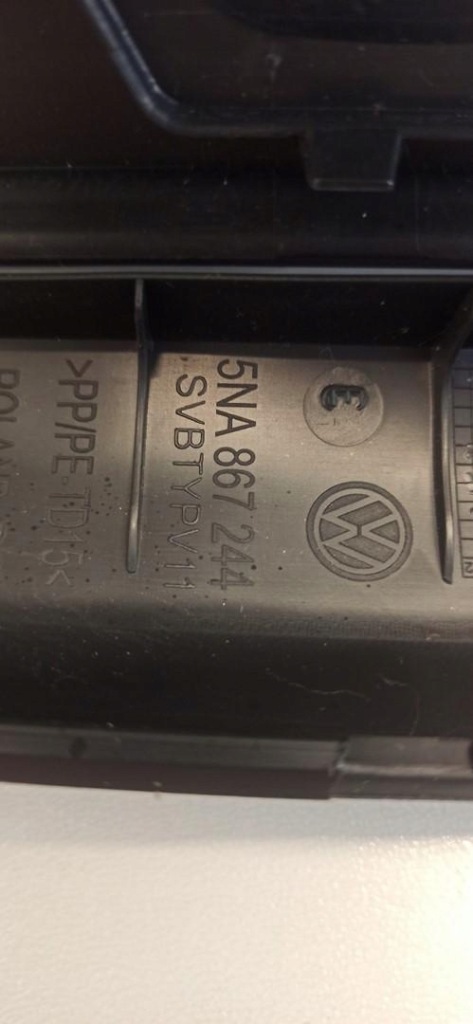 5NA 867 244
SVBTYPV11
>PP/PE TD15<
E